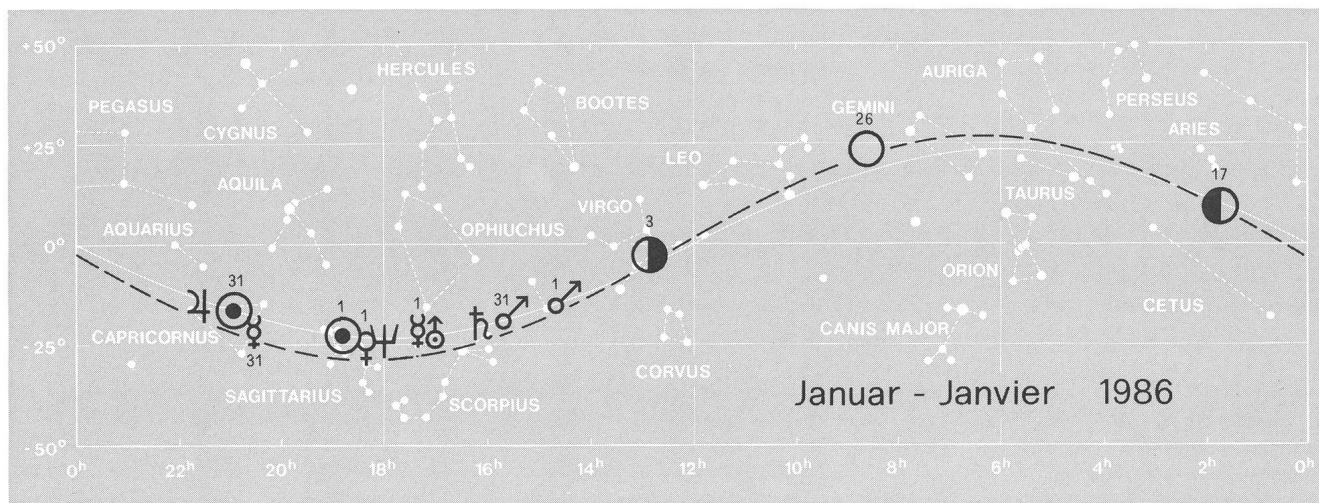 +50°
HERCULES
AURIGA
PEGASUS
BOOTES
GEMINI
PERSEUS
CYGNUS
26
ARIES
+25°
LEO
17
AQUILA
TAURUS
VIRGO
3
AQUARIUS
OPHIUCHUS
0°
ORION
31
1
1
1
31
1
CETUS
CAPRICORNUS
31
CANIS MAJOR
-25°
CORVUS
SAGITTARIUS
SCORPIUS
Januar - Janvier 1986
-50°
0h 22h 20h 18h 16h 14h 12h 10h 8h 6h 4h 2h 0h